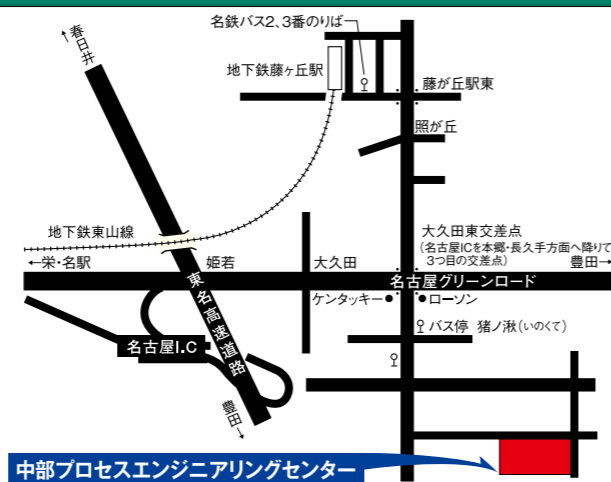 名鉄バス2、3番のりば
↑春日井
地下鉄藤ヶ丘駅
藤が丘駅東
照が丘
地下鉄東山線
大久田東交差点
(名古屋ICを本郷・長久手方面へ降りて
3つ目の交差点)
←栄・名駅
姫若
大久田
豊田→
名古屋グリーンロード
東名高速道路
ケンタッキー●
●ローソン
バス停 猪ノ湫(いのくて)
名古屋I.C
豊田→
中部プロセスエンジニアリングセンター